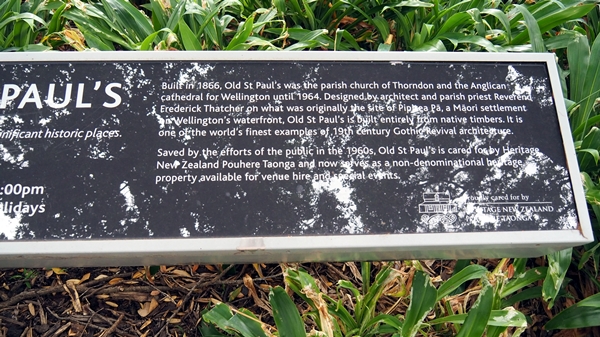 PAUL'S
nificant historic places.
:00pm
lidays
Built in 1866, Old St Paul's was the parish church of Thorndon and the Anglican
cathedral for Wellington until 1964. Designed by architect and parish priest Reverend
Frederick Thatcher on what was originally the site of Pipitea Pā, a Māori settlement
on Wellington's waterfront, Old St Paul's is built entirely from native timbers. It is
one of the world's finest examples of 19th century Gothic Revival architecture.
Saved by the efforts of the public in the 1960s, Old St Paul's is cared for by Heritage
New Zealand Pouhere Taonga and now serves as a non-denominational heritage
property available for venue hire and special events.
Proudly cared for by
HERITAGE NEW ZEALAND
POUHERE TAONGA